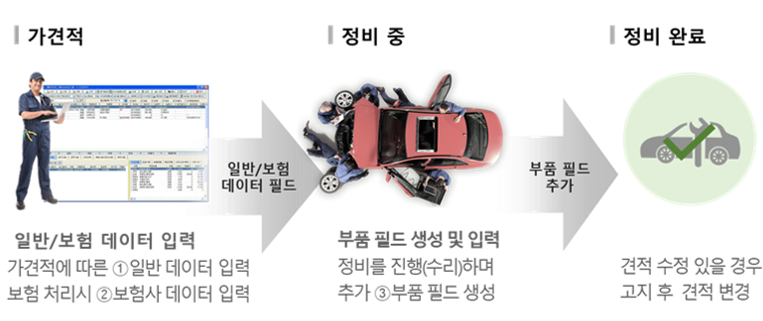 가견적
정비 중
정비 완료
일반/보험
데이터 필드
부품 필드
추가
일반/보험 데이터 입력
가견적에 따른 ①일반 데이터 입력
보험 처리시 ②보험사 데이터 입력
부품 필드 생성 및 입력
정비를 진행(수리)하며
추가 ③부품 필드 생성
견적 수정 있을 경우
고지 후 견적 변경